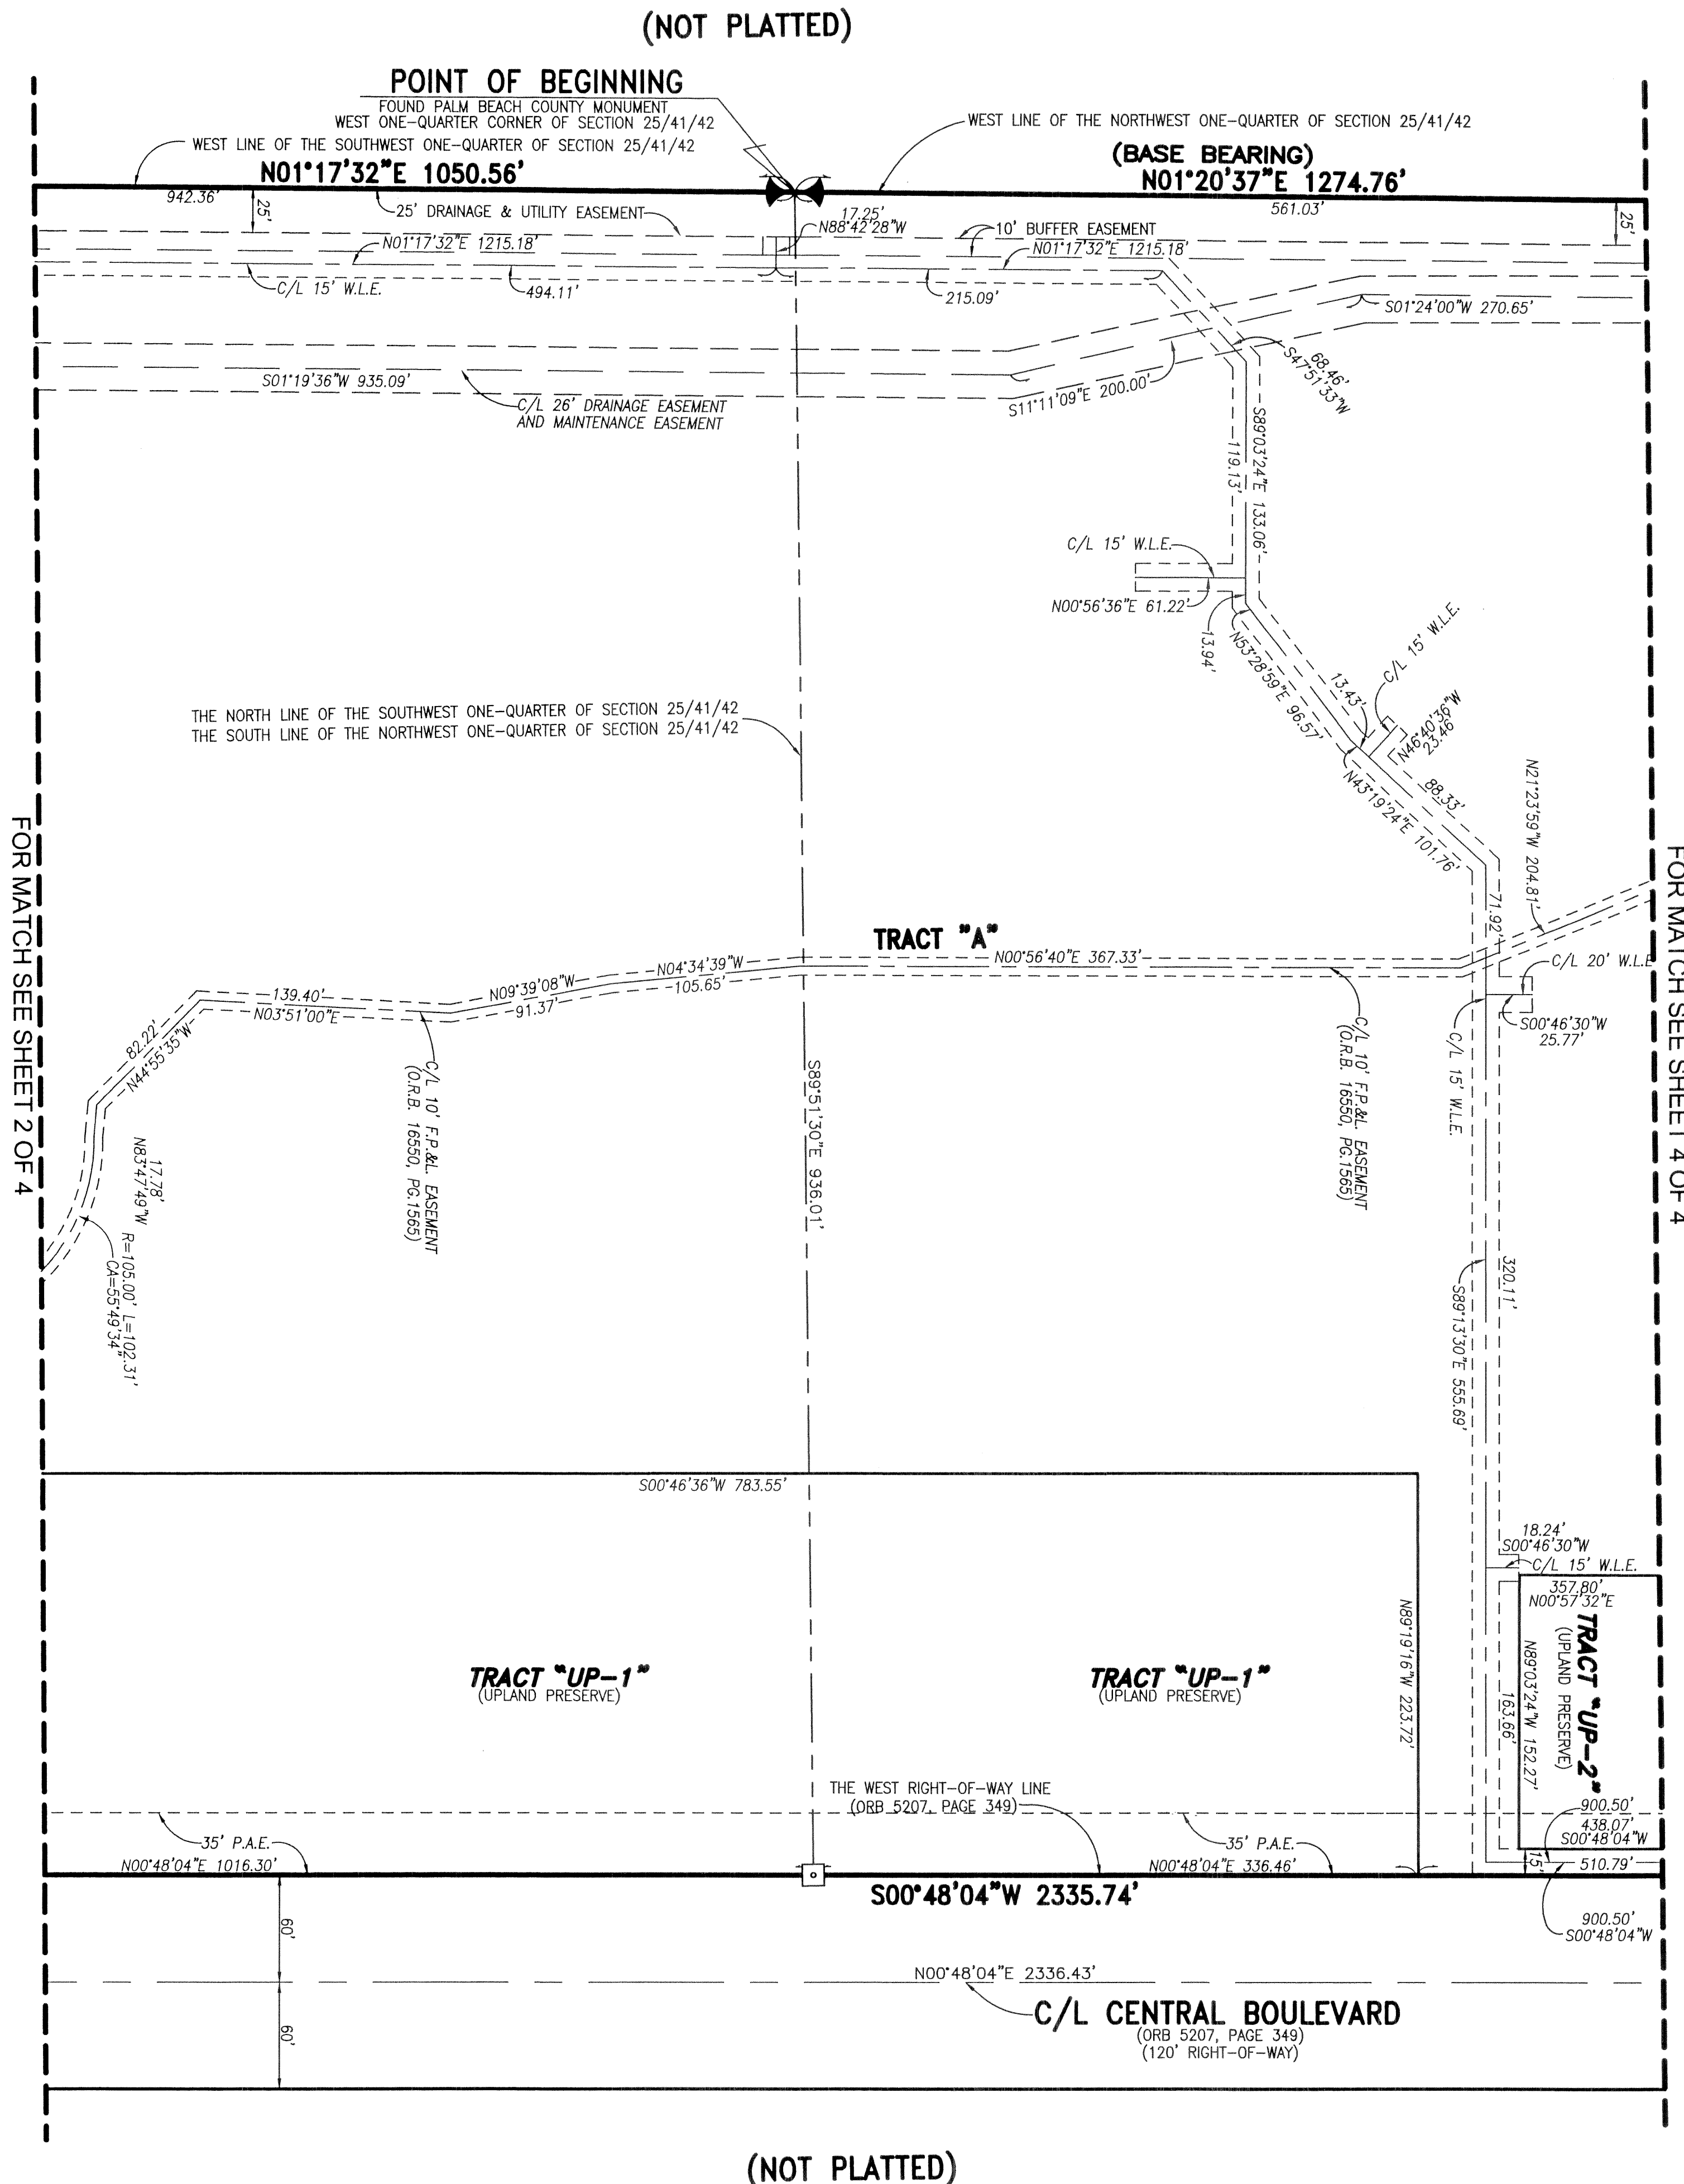 (NOT PLATTED)
POINT OF BEGINNING
FOUND PALM BEACH COUNTY MONUMENT
WEST ONE-QUARTER CORNER OF SECTION 25/41/42
WEST LINE OF THE SOUTHWEST ONE-QUARTER OF SECTION 25/41/42
WEST LINE OF THE NORTHWEST ONE-QUARTER OF SECTION 25/41/42
(BASE BEARING)
N01°17'32"E 1050.56'
N01°20'37"E 1274.76'
942.36'
25'
25' DRAINAGE & UTILITY EASEMENT
17.25'
N88°42'28"W
561.03'
25'
10' BUFFER EASEMENT
N01°17'32"E 1215.18'
N01°17'32"E 1215.18'
C/L 15' W.L.E.
494.11'
215.09'
S01°24'00"W 270.65'
68.46'
S47°51'33"W
S01°19'36"W 935.09'
S11°11'09"E 200.00'
C/L 26' DRAINAGE EASEMENT
AND MAINTENANCE EASEMENT
119.13'
S89°03'24"E 133.06'
C/L 15' W.L.E.
N00°56'36"E 61.22'
13.94'
N53°28'59"E 96.57'
13.43'
C/L 15' W.L.E.
N46°40'36"W
23.46'
THE NORTH LINE OF THE SOUTHWEST ONE-QUARTER OF SECTION 25/41/42
THE SOUTH LINE OF THE NORTHWEST ONE-QUARTER OF SECTION 25/41/42
N43°19'24"E 101.76'
88.33'
N21°23'59"W 204.81'
FOR MATCH SEE SHEET 2 OF 4
FOR MATCH SEE SHEET 4 OF 4
71.92'
TRACT "A"
N00°56'40"E 367.33'
C/L 20' W.L.E
N04°34'39"W
105.65'
N09°39'08"W
91.37'
139.40'
N03°51'00"E
82.22'
N44°55'35"W
S00°46'30"W
25.77'
C/L 10' F.P.&L. EASEMENT
(O.R.B. 16550, PG.1565)
C/L 10' F.P.&L. EASEMENT
(O.R.B. 16550, PG.1565)
C/L 15' W.L.E.
S89°51'30"E 936.01'
17.78'
N83°47'49"W
R=105.00' L=102.31'
CA=55°49'34"
320.11'
S89°13'30"E 555.69'
S00°46'36"W 783.55'
18.24'
S00°46'30"W
C/L 15' W.L.E.
357.80'
N00°57'32"E
N89°19'16"W 223.72'
TRACT "UP-1"
(UPLAND PRESERVE)
TRACT "UP-1"
(UPLAND PRESERVE)
TRACT "UP-2"
(UPLAND PRESERVE)
N89°03'24"W 152.27'
163.66'
THE WEST RIGHT-OF-WAY LINE
(ORB 5207, PAGE 349)
900.50'
438.07'
S00°48'04"W
35' P.A.E.
35' P.A.E.
N00°48'04"E 1016.30'
N00°48'04"E 336.46'
15'
510.79'
S00°48'04"W 2335.74'
900.50'
S00°48'04"W
60'
N00°48'04"E 2336.43'
60'
C/L CENTRAL BOULEVARD
(ORB 5207, PAGE 349)
(120' RIGHT-OF-WAY)
(NOT PLATTED)